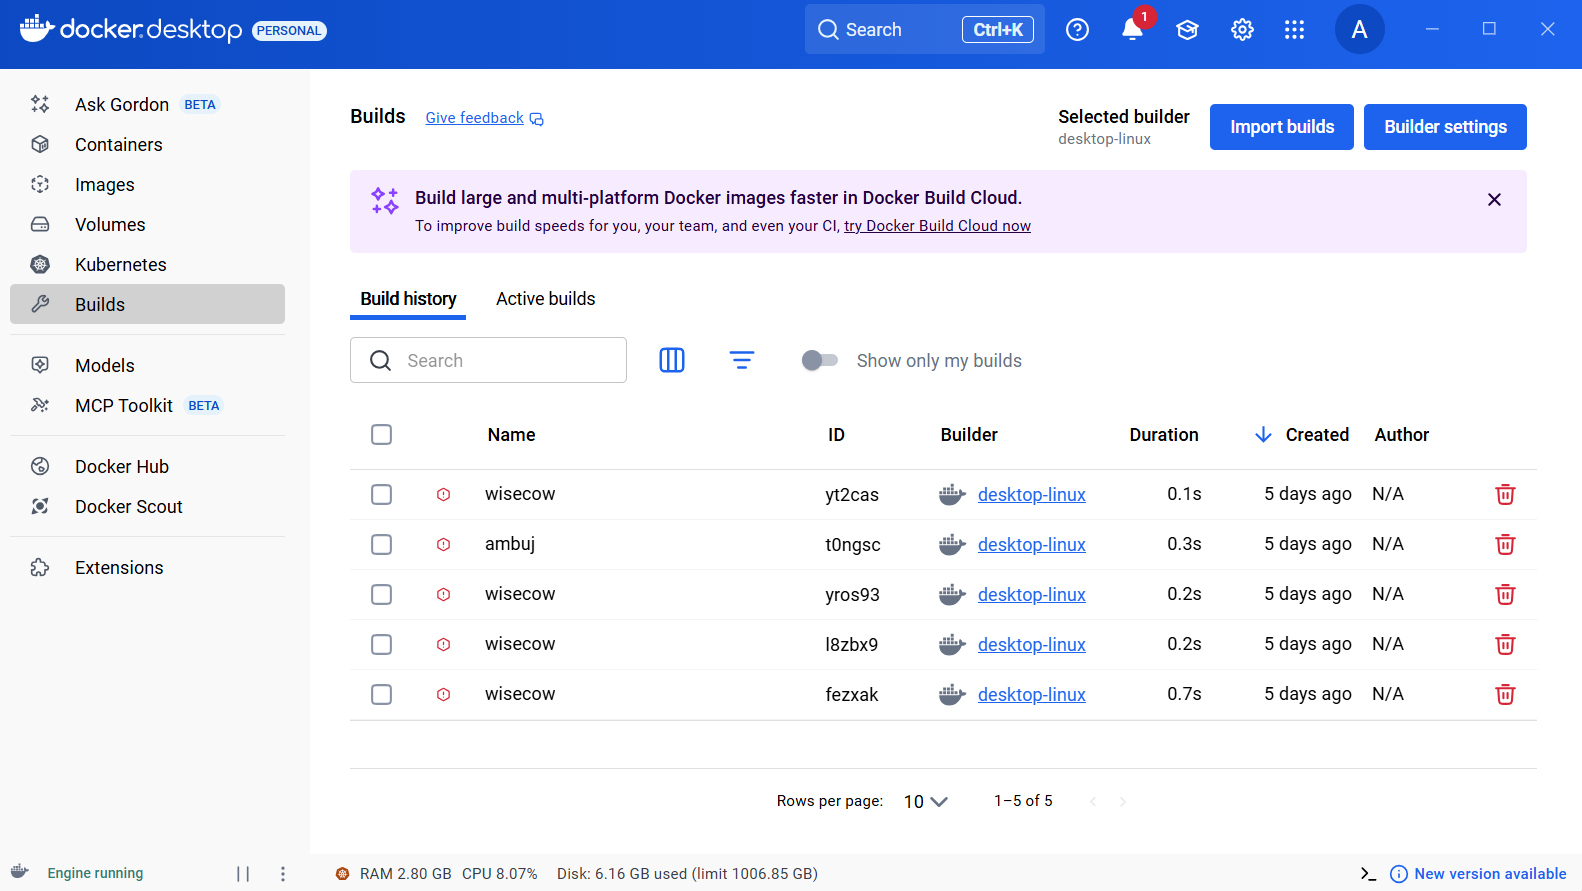 docker.desktop PERSONAL
Search Ctrl+K
1
A
Ask Gordon BETA
Containers
Images
Volumes
Kubernetes
Builds
Models
MCP Toolkit BETA
Docker Hub
Docker Scout
Extensions
Builds Give feedback
Selected builder
desktop-linux
Import builds
Builder settings
Build large and multi-platform Docker images faster in Docker Build Cloud.
To improve build speeds for you, your team, and even your CI, try Docker Build Cloud now
Build history Active builds
Search
Show only my builds
Name ID Builder Duration Created Author
wisecow yt2cas desktop-linux 0.1s 5 days ago N/A
ambuj t0ngsc desktop-linux 0.3s 5 days ago N/A
wisecow yros93 desktop-linux 0.2s 5 days ago N/A
wisecow l8zbx9 desktop-linux 0.2s 5 days ago N/A
wisecow fezxak desktop-linux 0.7s 5 days ago N/A
Rows per page: 10 1–5 of 5
Engine running
RAM 2.80 GB CPU 8.07% Disk: 6.16 GB used (limit 1006.85 GB)
New version available